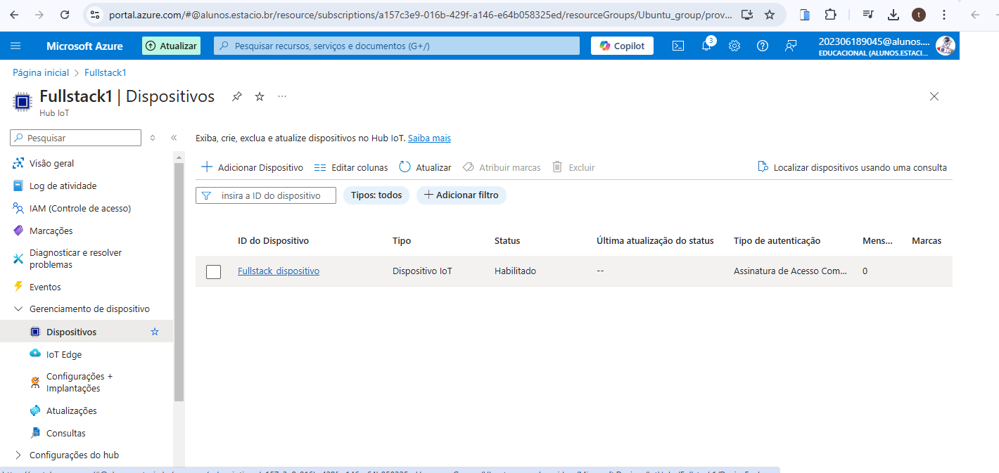 portal.azure.com/#@alunos.estacio.br/resource/subscriptions/a157c3e9-016b-429f-a146-e64b058325ed/resourceGroups/Ubuntu_group/prov...
t
Microsoft Azure
Atualizar
Pesquisar recursos, serviços e documentos (G+/)
Copilot
3
202306189045@alunos....
EDUCACIONAL (ALUNOS.ESTACI...
Página inicial > Fullstack1
Fullstack1 | Dispositivos
...
Hub IoT
Pesquisar
Exiba, crie, exclua e atualize dispositivos no Hub IoT. Saiba mais
Visão geral
Log de atividade
IAM (Controle de acesso)
Marcações
Diagnosticar e resolver
problemas
Eventos
Gerenciamento de dispositivo
Dispositivos
IoT Edge
Configurações +
Implantações
Atualizações
Consultas
Configurações do hub
Adicionar Dispositivo Editar colunas Atualizar Atribuir marcas Excluir Localizar dispositivos usando uma consulta
insira a ID do dispositivo Tipos: todos Adicionar filtro
ID do Dispositivo Tipo Status Última atualização do status Tipo de autenticação Mens... Marcas
Fullstack_dispositivo Dispositivo IoT Habilitado -- Assinatura de Acesso Com... 0